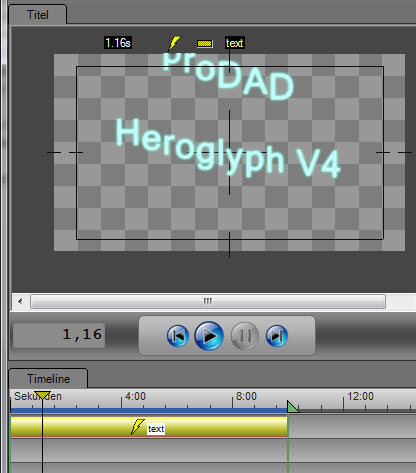 Titel
1.16s text
proDAD
Heroglyph V4
1,16
Timeline
Sekunden 4:00 8:00 12:00
text